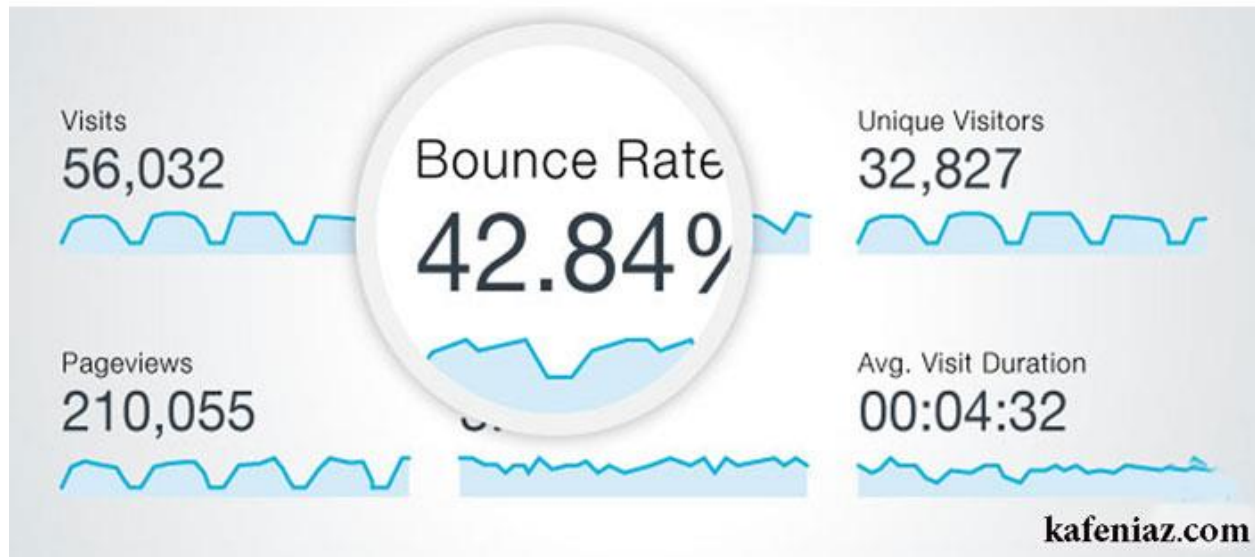 Visits
56,032
Bounce Rate
42.84%
Unique Visitors
32,827
Pageviews
210,055
Avg. Visit Duration
00:04:32
kafeniaz.com